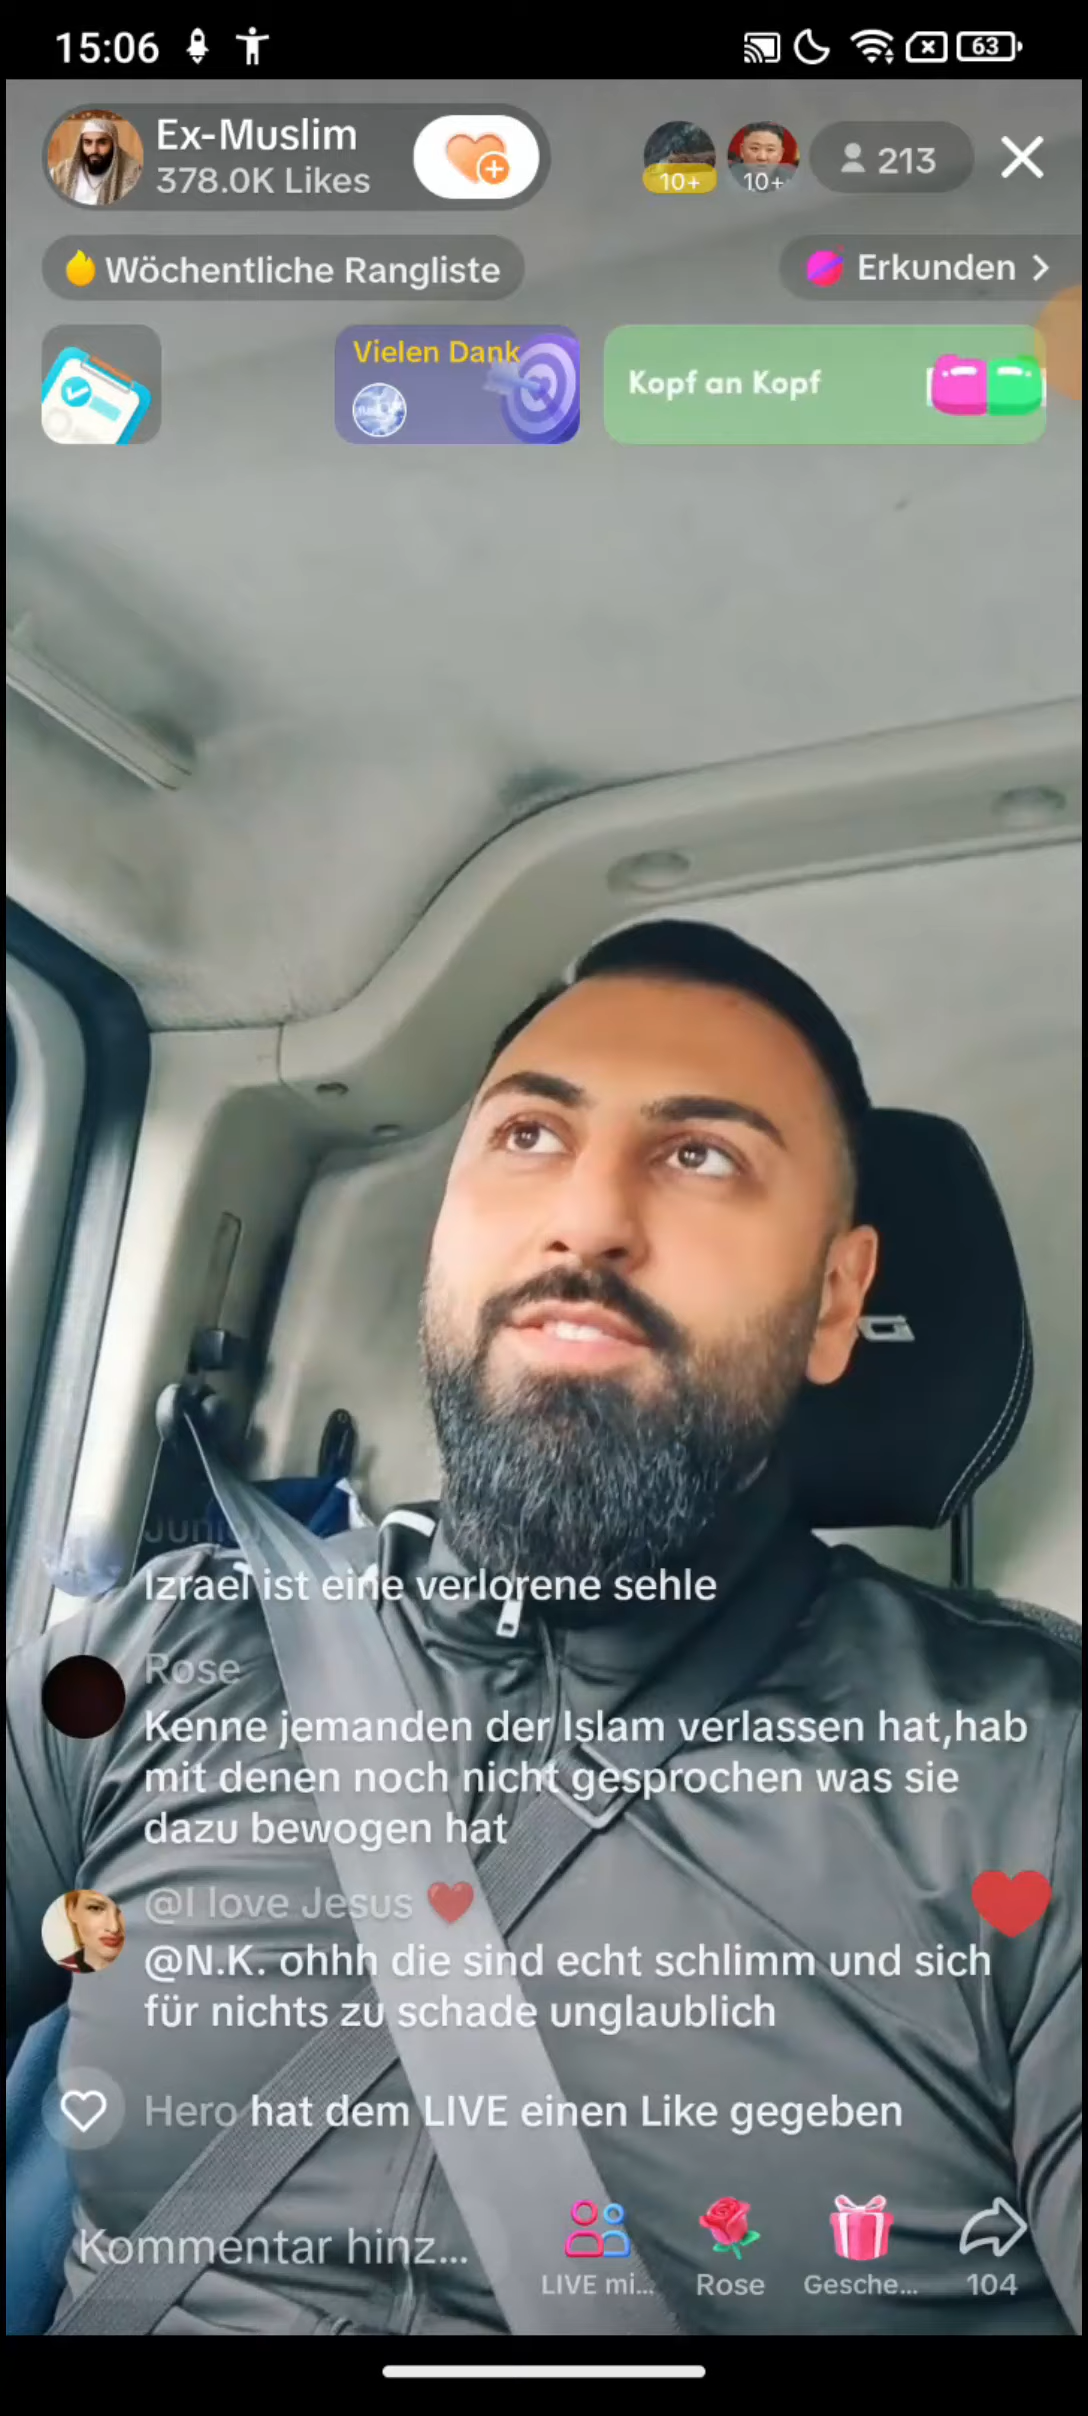 15:06
63
Ex-Muslim
378.0K Likes
10+
10+
213
Wöchentliche Rangliste
Erkunden >
Vielen Dank
Kopf an Kopf
Junior
Izrael ist eine verlorene sehle
Rose
Kenne jemanden der Islam verlassen hat,hab
mit denen noch nicht gesprochen was sie
dazu bewogen hat
@I love Jesus ❤️
@N.K. ohhh die sind echt schlimm und sich
für nichts zu schade unglaublich
Hero hat dem LIVE einen Like gegeben
Kommentar hinz...
LIVE mi...
Rose
Gesche...
104